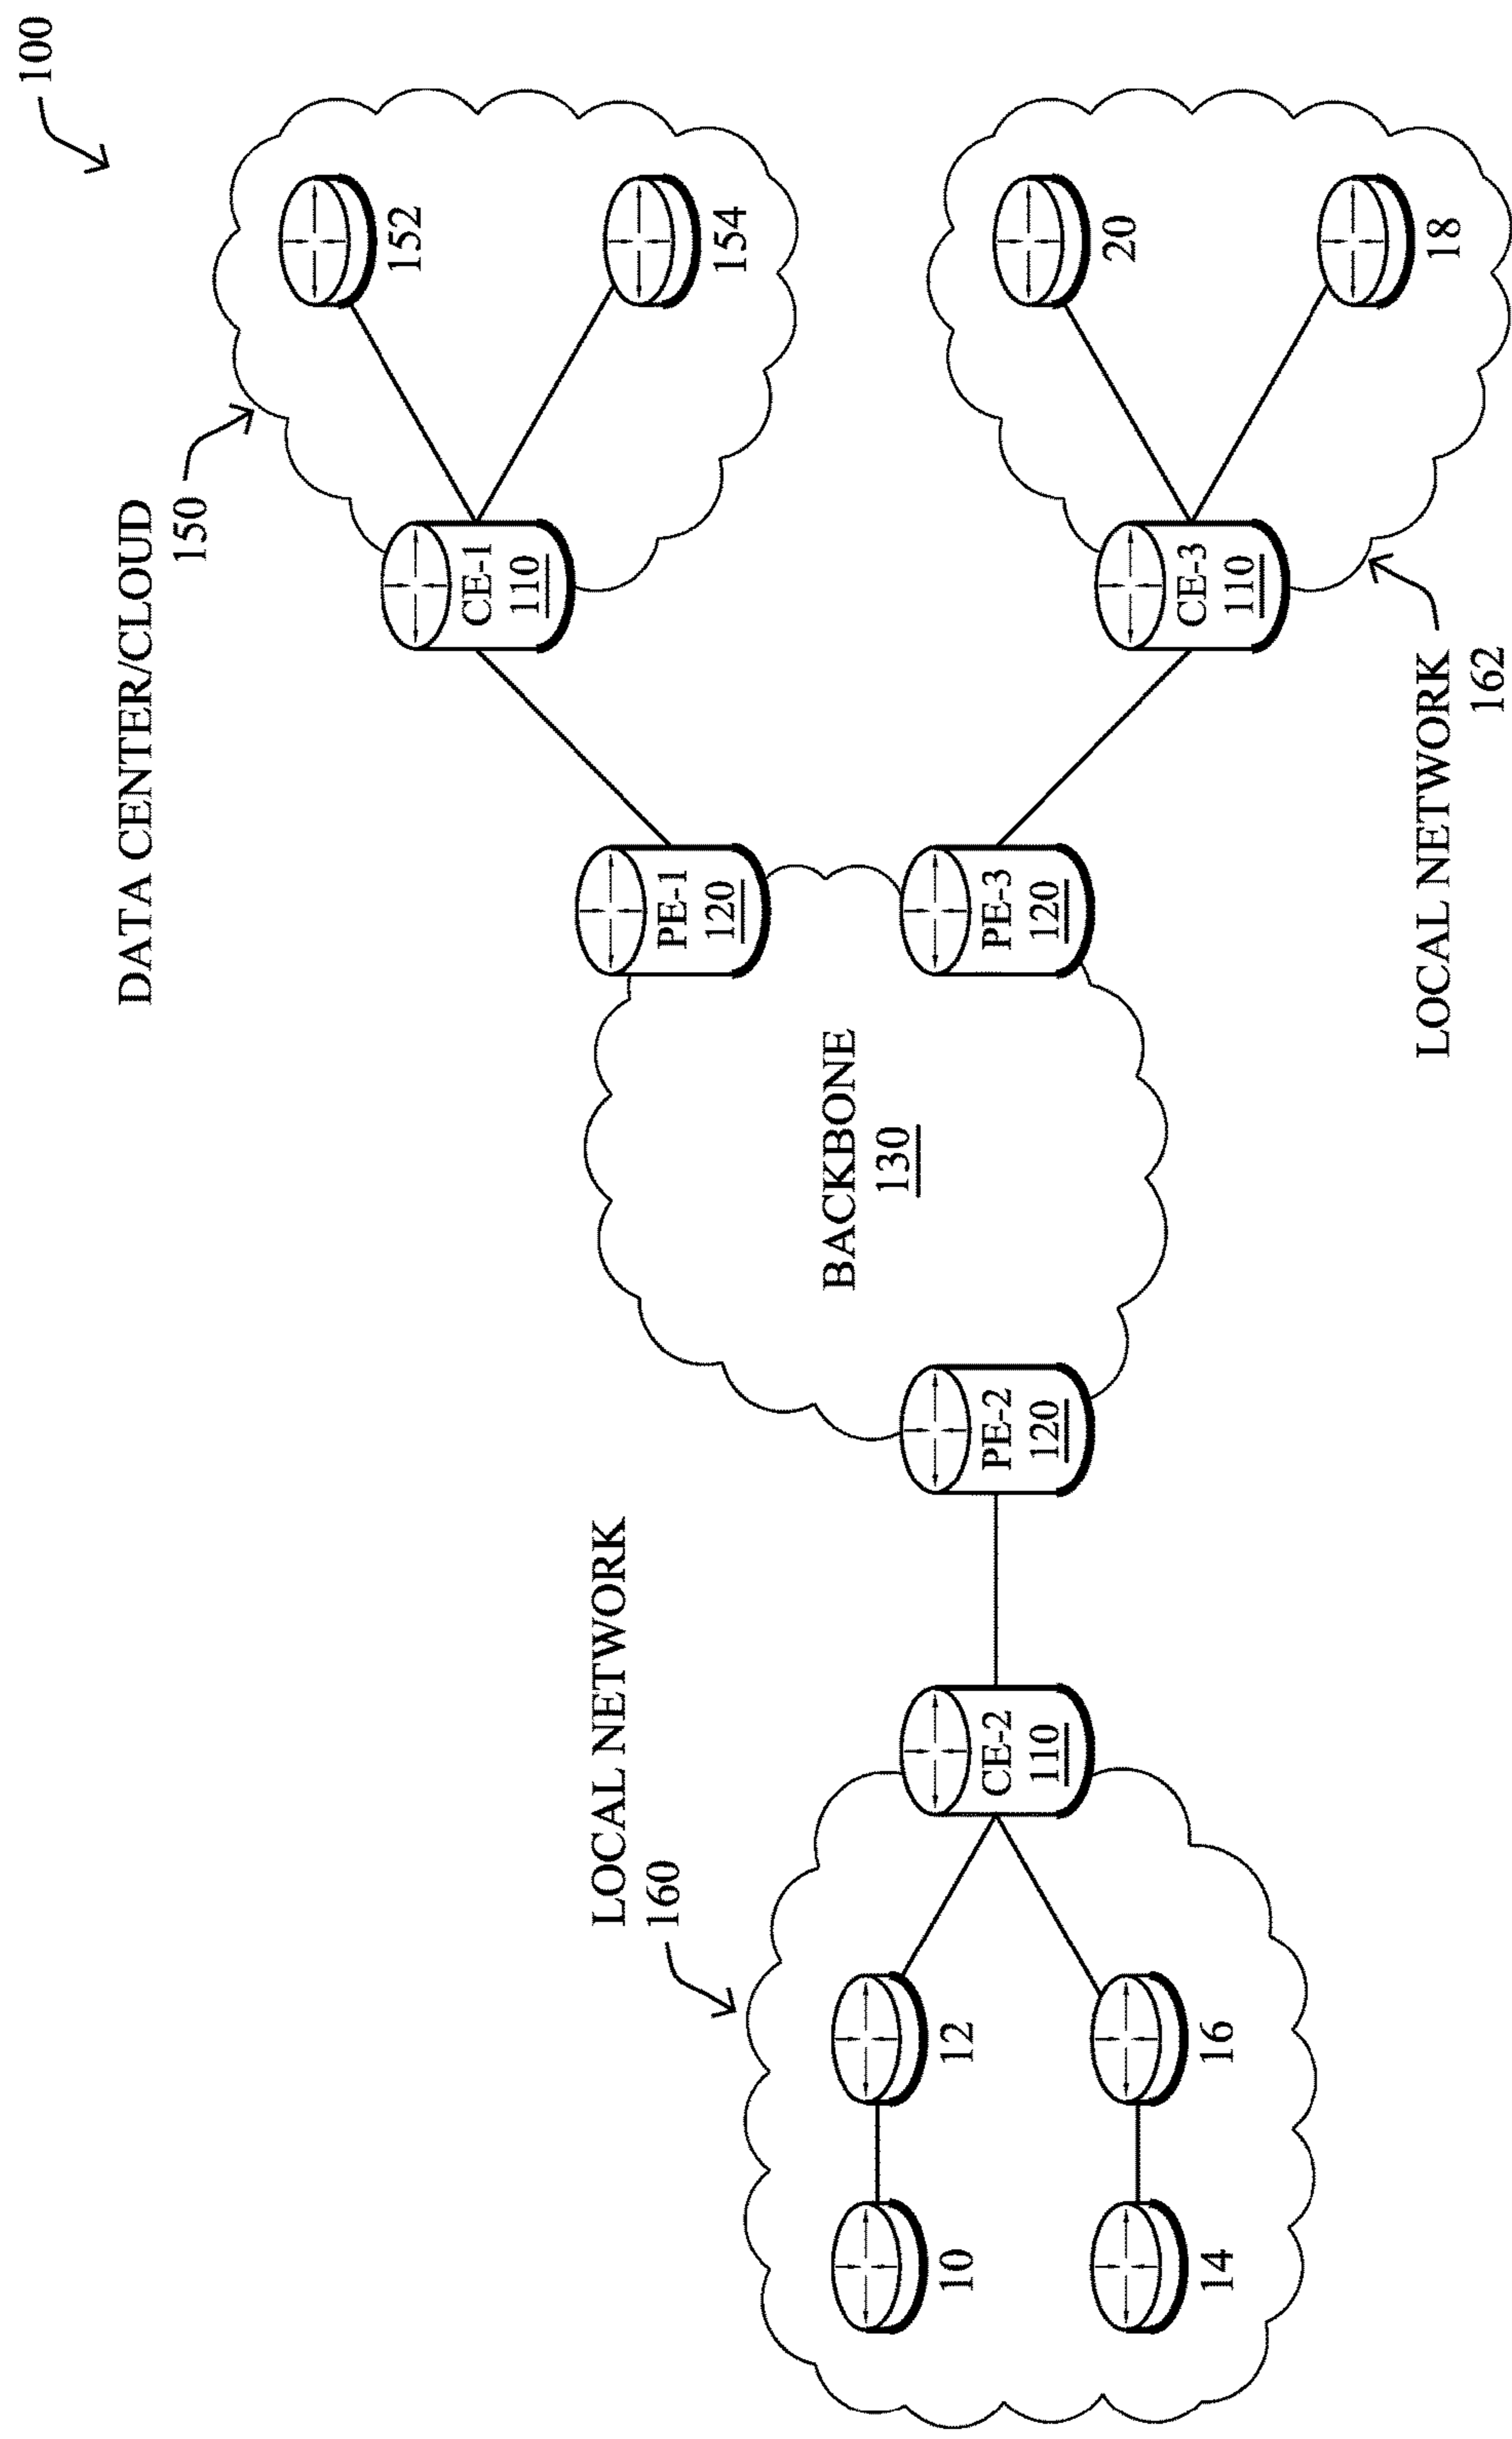 100
DATA CENTER/CLOUD
150
152
154
CE-1
110
PE-1
120
BACKBONE
130
PE-3
120
CE-3
110
20
18
LOCAL NETWORK
162
LOCAL NETWORK
160
PE-2
120
CE-2
110
12
10
16
14